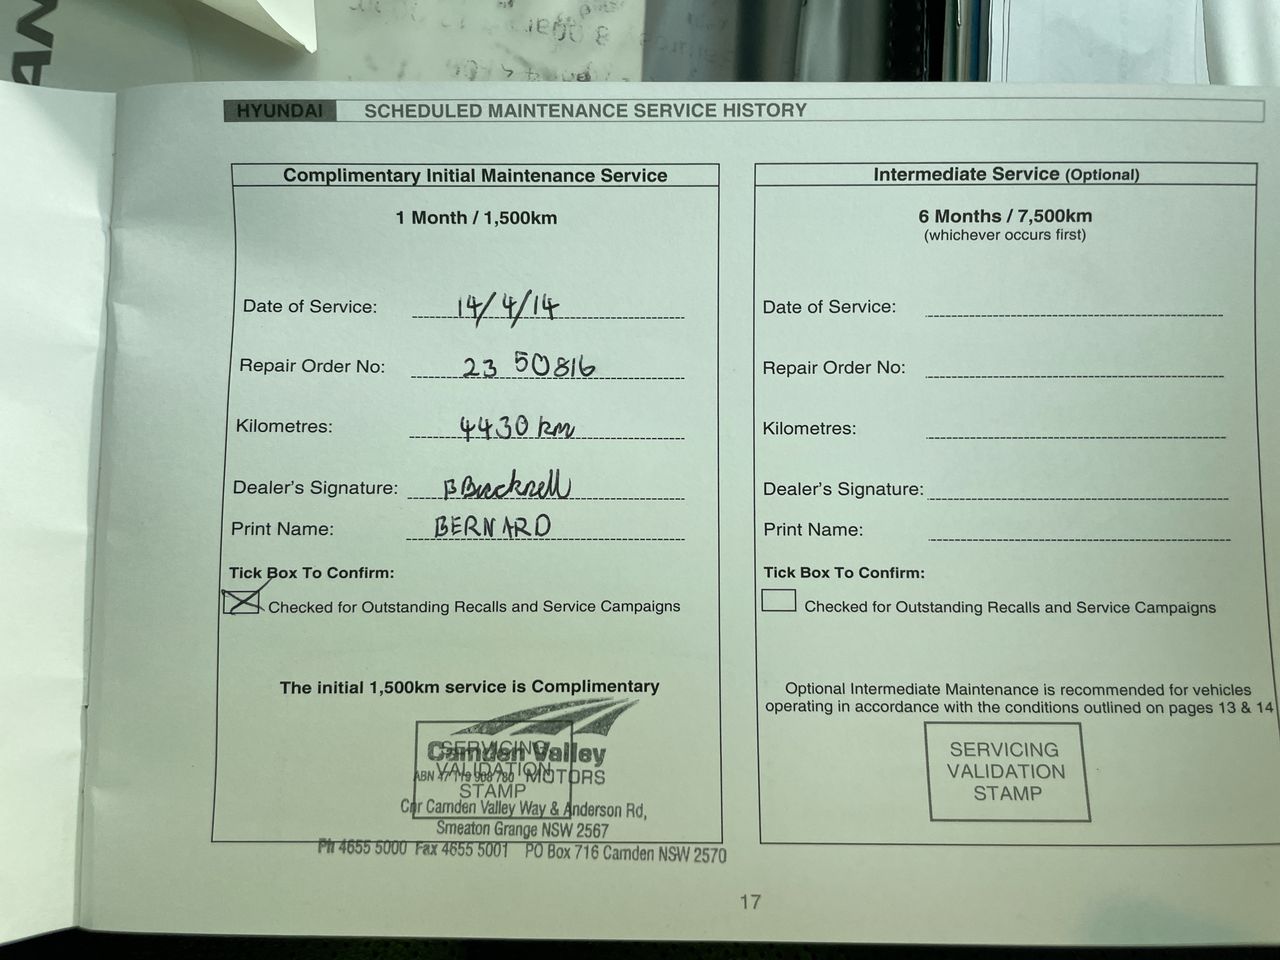 HYUNDAI SCHEDULED MAINTENANCE SERVICE HISTORY
Complimentary Initial Maintenance Service
1 Month / 1,500km
Date of Service: 14/4/14
Repair Order No: 23 50816
Kilometres: 4430 km
Dealer's Signature: B Bucknell
Print Name: BERNARD
Tick Box To Confirm:
Checked for Outstanding Recalls and Service Campaigns
The initial 1,500km service is Complimentary
SERVICING
VALIDATION
STAMP
Camden Valley
MOTORS
Cnr Camden Valley Way & Anderson Rd,
Smeaton Grange NSW 2567
Ph 4655 5000 Fax 4655 5001 PO Box 716 Camden NSW 2570
Intermediate Service (Optional)
6 Months / 7,500km
(whichever occurs first)
Date of Service:
Repair Order No:
Kilometres:
Dealer's Signature:
Print Name:
Tick Box To Confirm:
Checked for Outstanding Recalls and Service Campaigns
Optional Intermediate Maintenance is recommended for vehicles
operating in accordance with the conditions outlined on pages 13 & 14
SERVICING
VALIDATION
STAMP
17